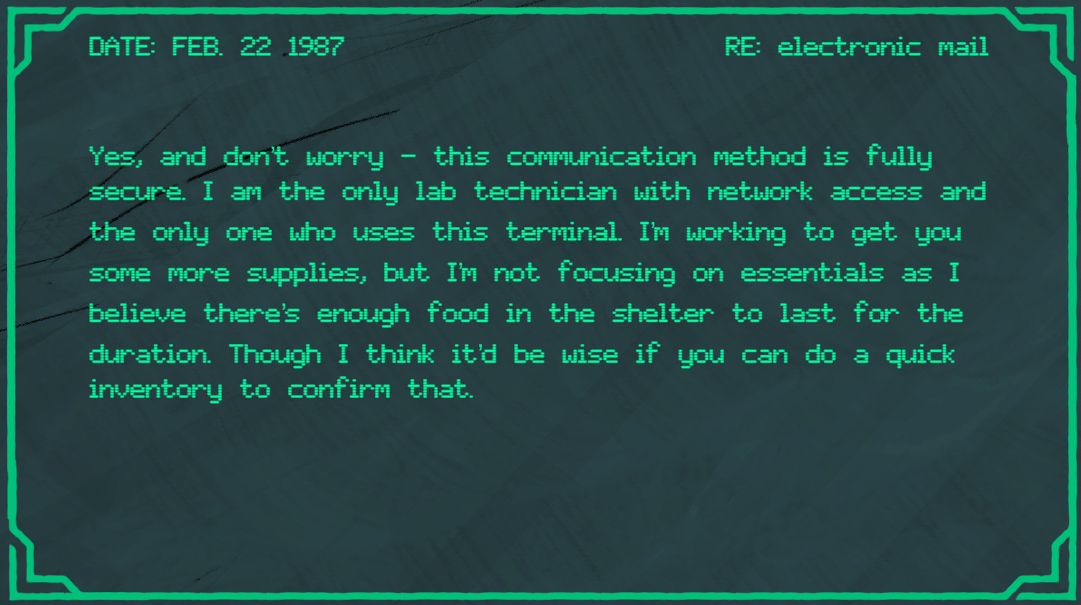 DATE: FEB. 22 1987
RE: electronic mail
Yes, and don't worry – this communication method is fully
secure. I am the only lab technician with network access and
the only one who uses this terminal. I'm working to get you
some more supplies, but I'm not focusing on essentials as I
believe there's enough food in the shelter to last for the
duration. Though I think it'd be wise if you can do a quick
inventory to confirm that.